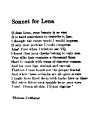 Sonnet for Lena
O dear Lena, your beauty is so vast
It is hard sometimes to describe it fast.
I thought the entire world I would impress
If only your portrait I could compress.
Alas! First when I tried to use VQ
I found that your cheeks belong to only you.
Your silky hair contains a thousand lines
Hard to match with sums of discrete cosines.
And for your lips, sensual and tactual
Thirteen Crays found not the proper fractal.
And while these setbacks are all quite severe
I might have fixed them with hacks here or there
But when filters took sparkle from your eyes
I said, 'Damn all this. I'll just digitize.'
Thomas Colthurst